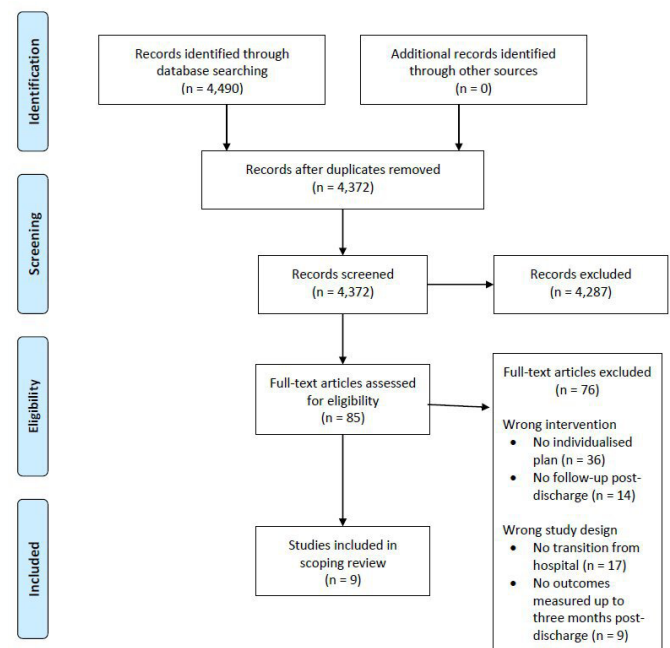 Identification
Records identified through
database searching
(n = 4,490)
Additional records identified
through other sources
(n = 0)
Records after duplicates removed
(n = 4,372)
Screening
Records screened
(n = 4,372)
Records excluded
(n = 4,287)
Eligibility
Full-text articles assessed
for eligibility
(n = 85)
Full-text articles excluded
(n = 76)
Wrong intervention
• No individualised
plan (n = 36)
• No follow-up post-
discharge (n = 14)
Wrong study design
• No transition from
hospital (n = 17)
• No outcomes
measured up to
three months post-
discharge (n = 9)
Included
Studies included in
scoping review
(n = 9)